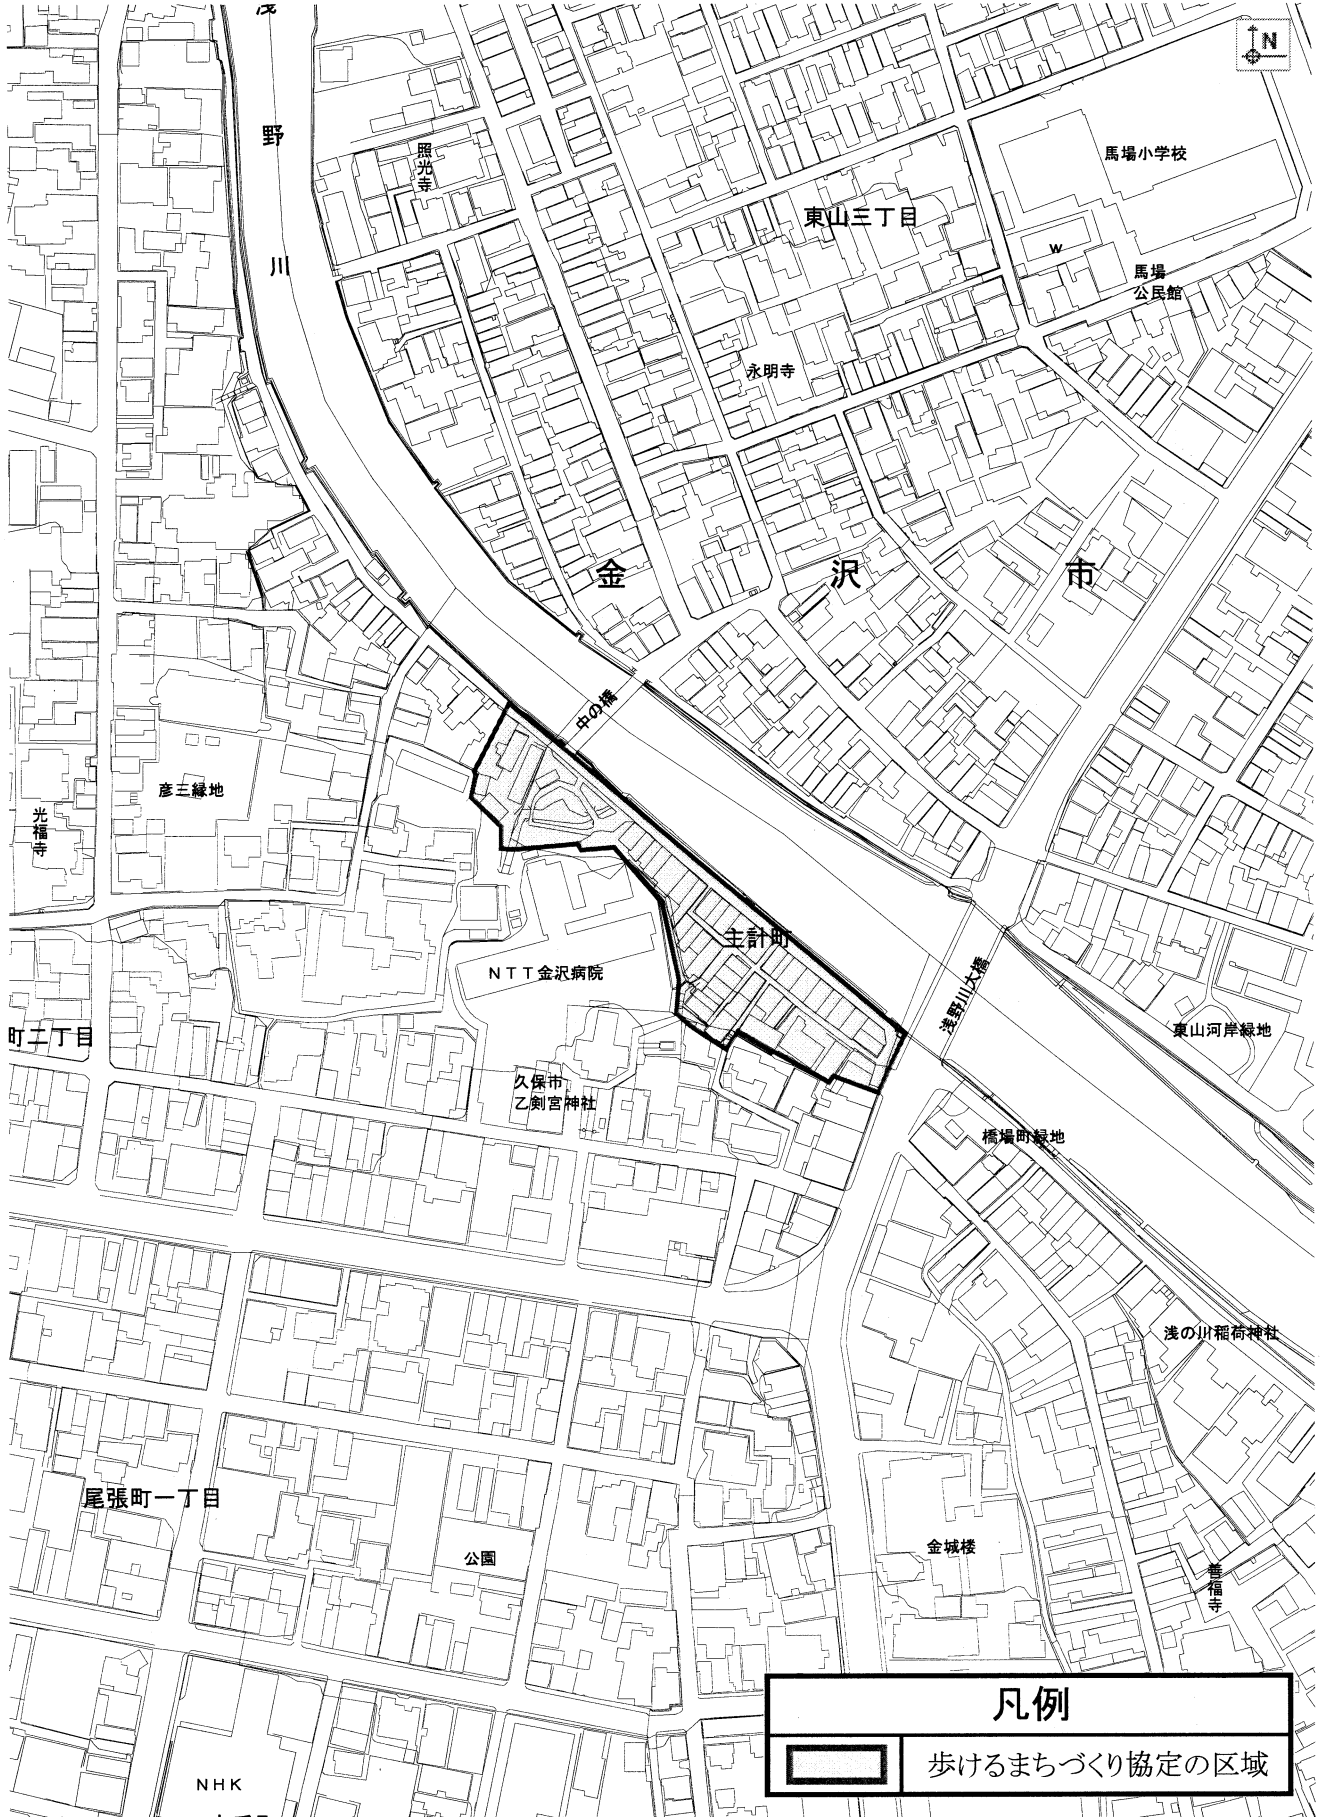 浅
野
川
N
照光寺
馬場小学校
東山三丁目
W
馬場
公民館
永明寺
金
沢
市
中の橋
彦三緑地
光福寺
主計町
NTT金沢病院
浅野川大橋
東山河岸緑地
町二丁目
久保市
乙剣宮神社
橋場町緑地
浅の川稲荷神社
尾張町一丁目
公園
金城楼
善福寺
NHK
凡例
歩けるまちづくり協定の区域